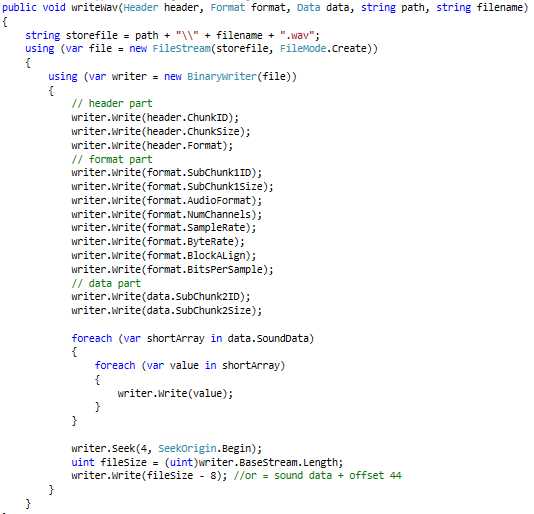 public void writeWav(Header header, Format format, Data data, string path, string filename)
{
    string storefile = path + "\\" + filename + ".wav";
    using (var file = new FileStream(storefile, FileMode.Create))
    {
        using (var writer = new BinaryWriter(file))
        {
            // header part
            writer.Write(header.ChunkID);
            writer.Write(header.ChunkSize);
            writer.Write(header.Format);
            // format part
            writer.Write(format.SubChunk1ID);
            writer.Write(format.SubChunk1Size);
            writer.Write(format.AudioFormat);
            writer.Write(format.NumChannels);
            writer.Write(format.SampleRate);
            writer.Write(format.ByteRate);
            writer.Write(format.BlockALign);
            writer.Write(format.BitsPerSample);
            // data part
            writer.Write(data.SubChunk2ID);
            writer.Write(data.SubChunk2Size);

            foreach (var shortArray in data.SoundData)
            {
                foreach (var value in shortArray)
                {
                    writer.Write(value);
                }
            }

            writer.Seek(4, SeekOrigin.Begin);
            uint fileSize = (uint)writer.BaseStream.Length;
            writer.Write(fileSize - 8); //or = sound data + offset 44
        }
    }